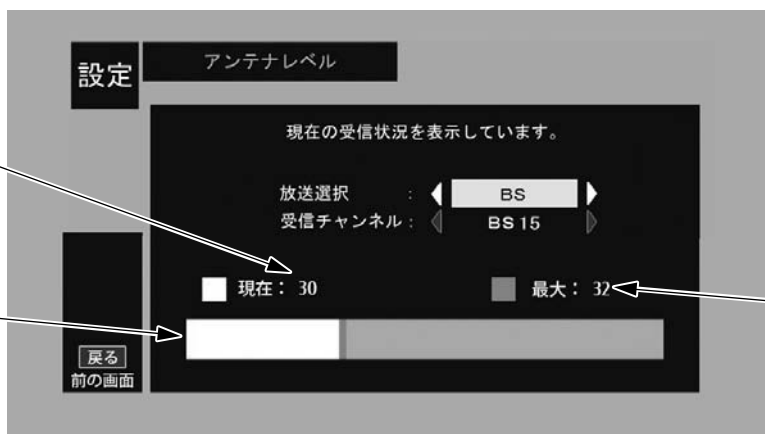 設定
アンテナレベル
現在の受信状況を表示しています。
放送選択 : BS
受信チャンネル : BS 15
現在 : 30 最大 : 32
戻る
前の画面